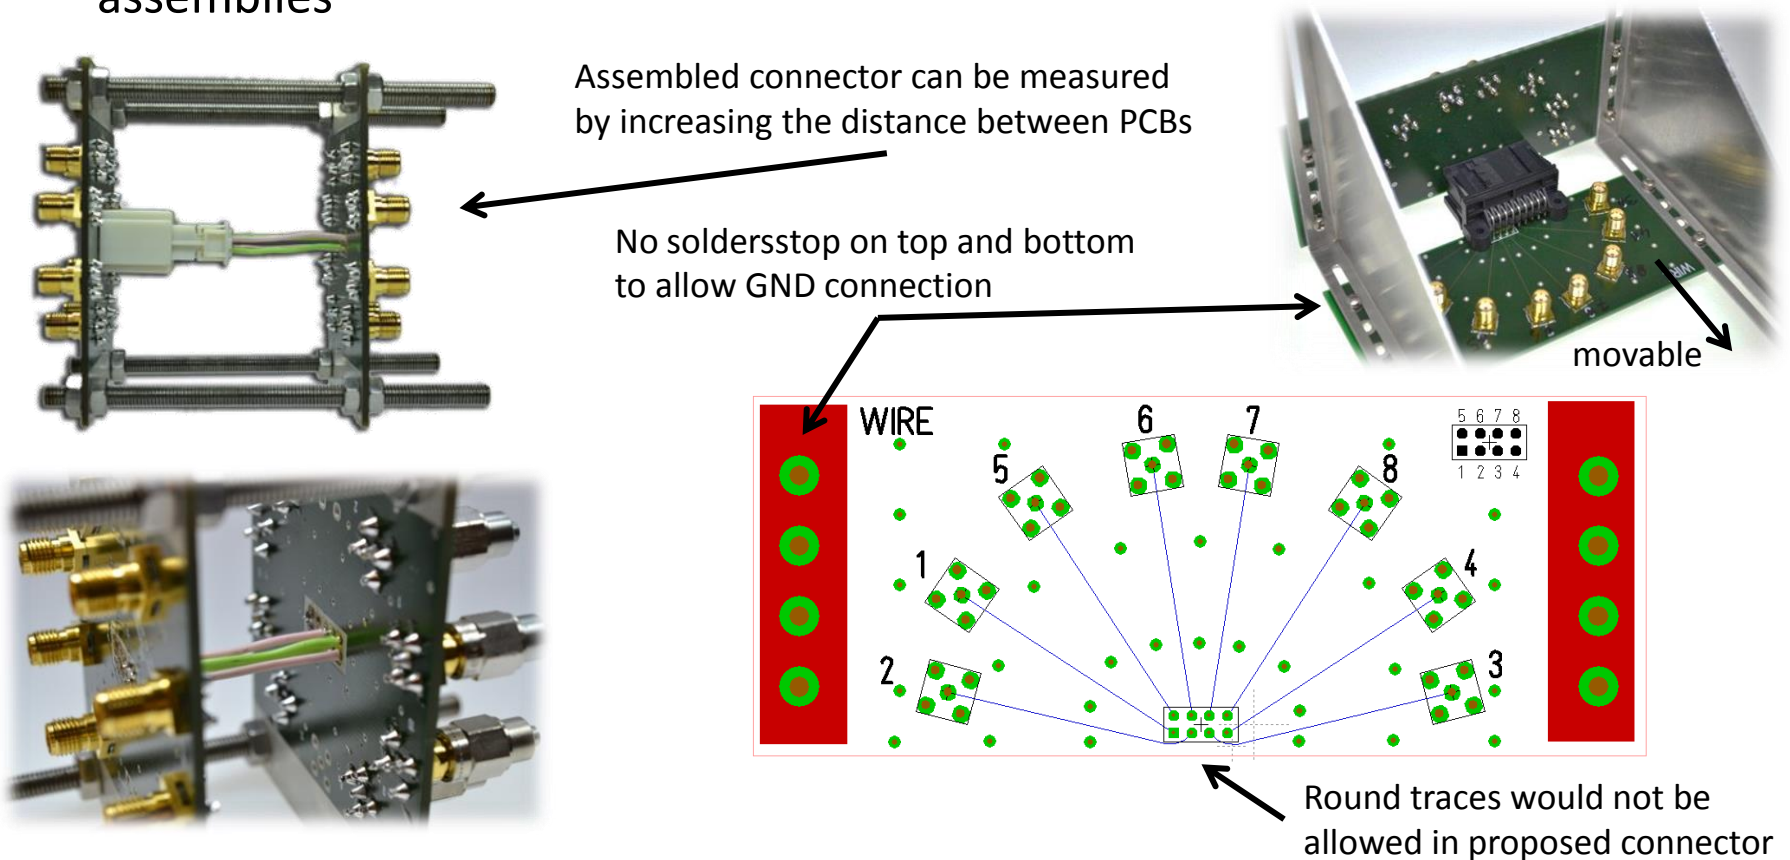 assemblies
Assembled connector can be measured
by increasing the distance between PCBs
No soldersstop on top and bottom
to allow GND connection
movable
WIRE
6
7
5 6 7 8
5
8
1 2 3 4
1
4
2
3
Round traces would not be
allowed in proposed connector